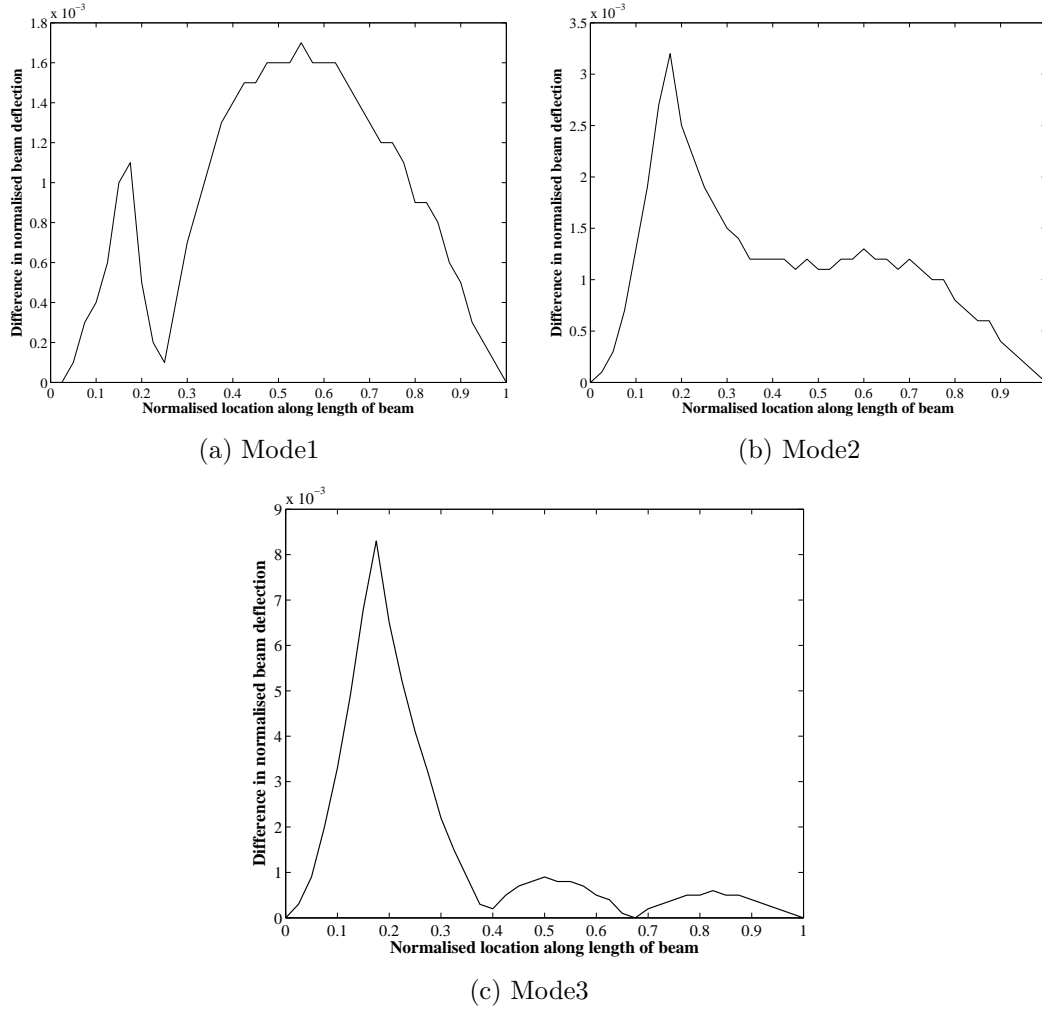 x 10⁻³
1.8
1.6
1.4
1.2
1
0.8
0.6
0.4
0.2
0
0 0.1 0.2 0.3 0.4 0.5 0.6 0.7 0.8 0.9 1
Difference in normalised beam deflection
Normalised location along length of beam
(a) Mode1
x 10⁻³
3.5
3
2.5
2
1.5
1
0.5
0
0 0.1 0.2 0.3 0.4 0.5 0.6 0.7 0.8 0.9
Difference in normalised beam deflection
Normalised location along length of beam
(b) Mode2
x 10⁻³
9
8
7
6
5
4
3
2
1
0
0 0.1 0.2 0.3 0.4 0.5 0.6 0.7 0.8 0.9 1
Difference in normalised beam deflection
Normalised location along length of beam
(c) Mode3